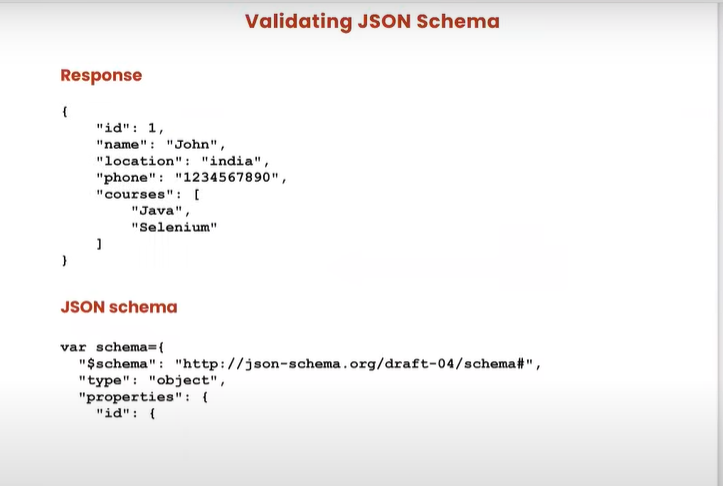 Validating JSON Schema
Response
{
"id": 1,
"name": "John",
"location": "india",
"phone": "1234567890",
"courses": [
"Java",
"Selenium"
]
}
JSON schema
var schema={
"$schema": "http://json-schema.org/draft-04/schema#",
"type": "object",
"properties": {
"id": {